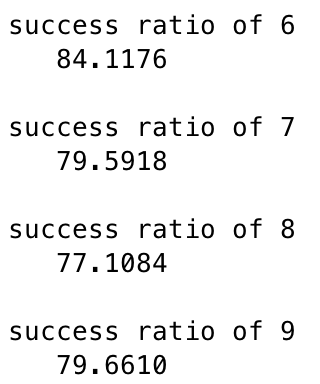 success ratio of 6
84.1176
success ratio of 7
79.5918
success ratio of 8
77.1084
success ratio of 9
79.6610